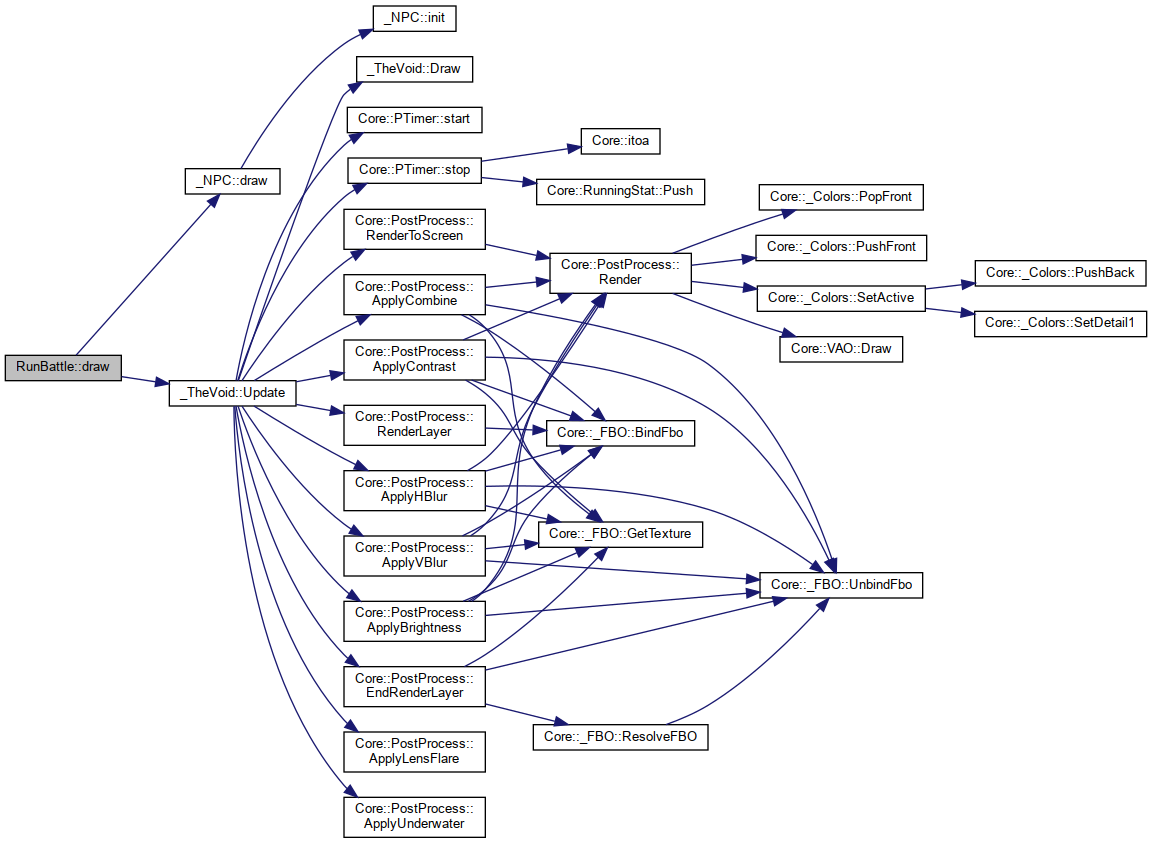 _NPC::init
_TheVoid::Draw
Core::PTimer::start
Core::itoa
Core::PTimer::stop
_NPC::draw
Core::RunningStat::Push
Core::_Colors::PopFront
Core::PostProcess::
RenderToScreen
Core::_Colors::PushFront
Core::PostProcess::
Render
Core::_Colors::PushBack
Core::PostProcess::
ApplyCombine
Core::_Colors::SetActive
Core::_Colors::SetDetail1
Core::VAO::Draw
Core::PostProcess::
ApplyContrast
RunBattle::draw
_TheVoid::Update
Core::PostProcess::
RenderLayer
Core::_FBO::BindFbo
Core::PostProcess::
ApplyHBlur
Core::_FBO::GetTexture
Core::PostProcess::
ApplyVBlur
Core::_FBO::UnbindFbo
Core::PostProcess::
ApplyBrightness
Core::PostProcess::
EndRenderLayer
Core::_FBO::ResolveFBO
Core::PostProcess::
ApplyLensFlare
Core::PostProcess::
ApplyUnderwater